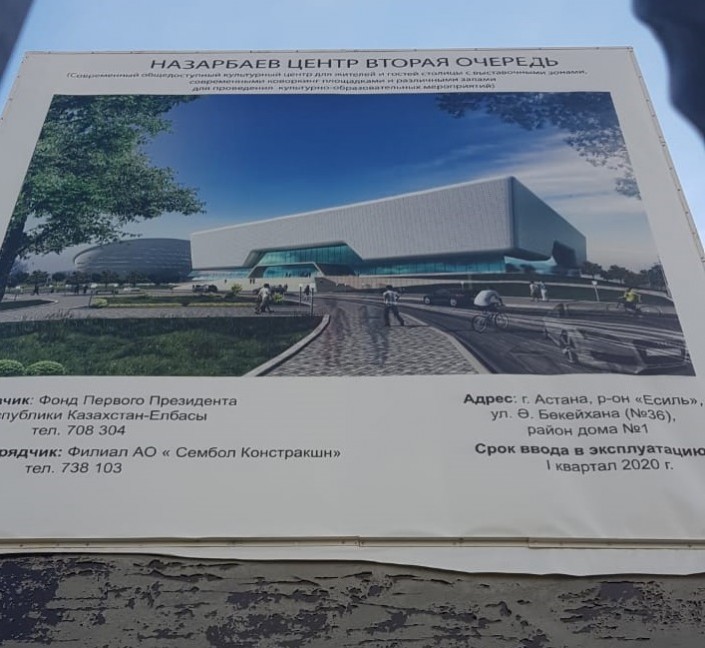 НАЗАРБАЕВ ЦЕНТР ВТОРАЯ ОЧЕРЕДЬ
(Современный общедоступный культурный центр для жителей и гостей столицы с выставочными зонами,
современными коворкинг площадками и различными залами
для проведения культурно-образовательных мероприятий)
чик: Фонд Первого Президента
спублики Казахстан-Елбасы
тел. 708 304
рядчик: Филиал АО « Сембол Констракшн»
тел. 738 103
Адрес: г. Астана, р-он «Есиль»,
ул. Ә. Бөкейхана (№36),
район дома №1
Срок ввода в эксплуатацию
I квартал 2020 г.